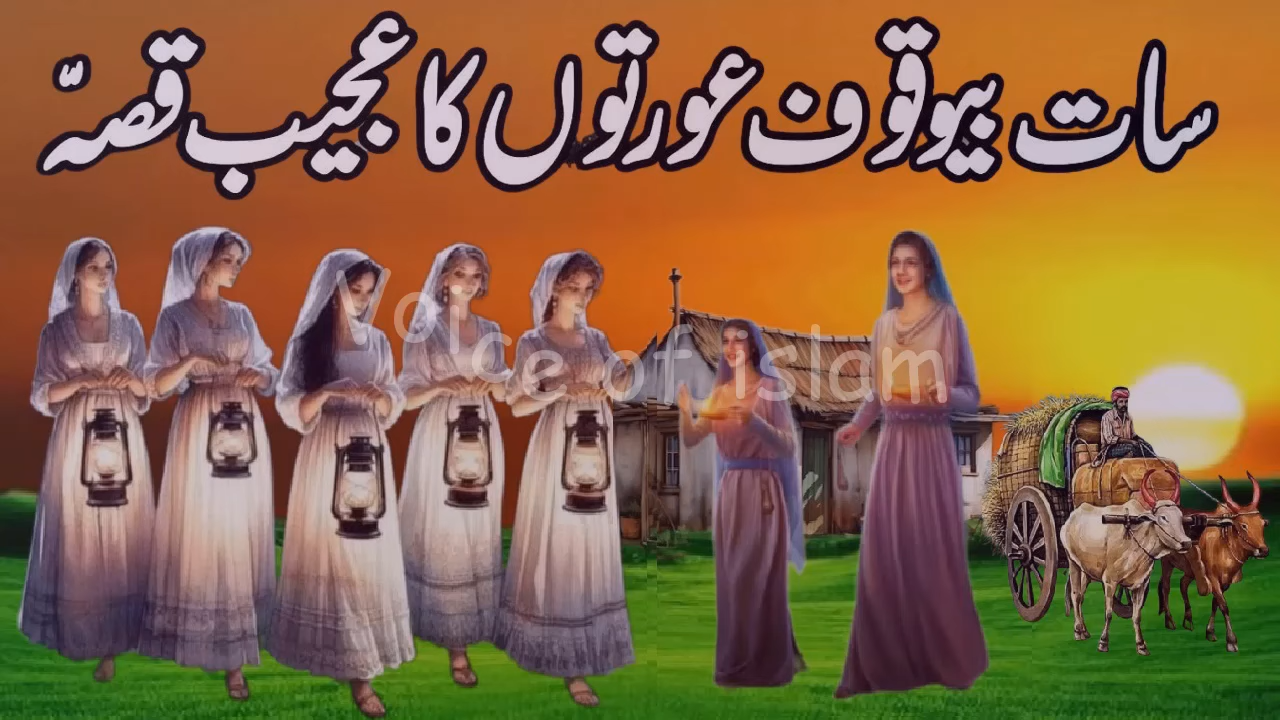 سات بیوقوف عورتوں کا عجیب قصہّ
Voice of islam